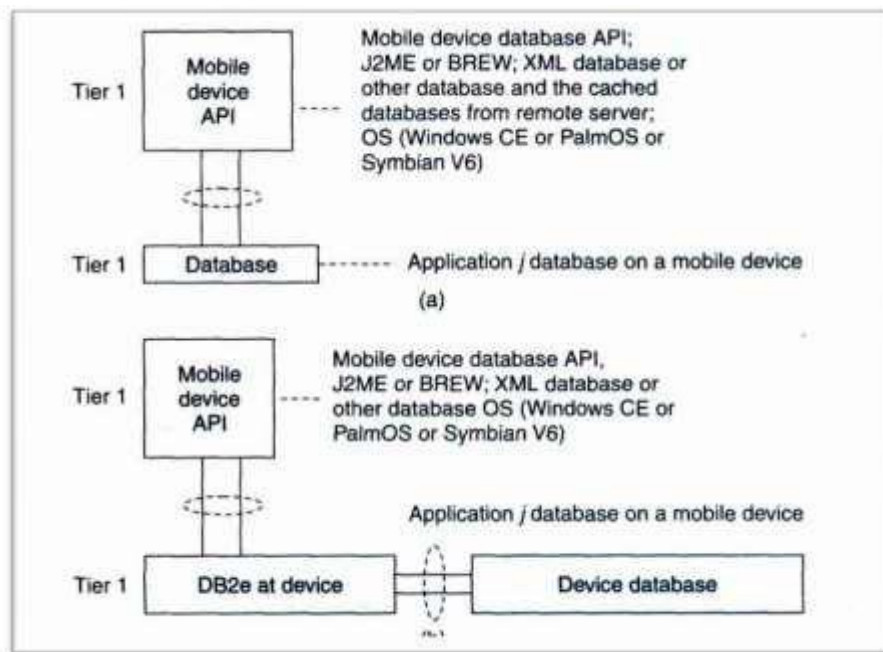 Tier 1
Mobile
device
API
Mobile device database API;
J2ME or BREW; XML database or
other database and the cached
databases from remote server;
OS (Windows CE or PalmOS or
Symbian V6)
Tier 1
Database
Application j database on a mobile device
(a)
Tier 1
Mobile
device
API
Mobile device database API,
J2ME or BREW; XML database or
other database OS (Windows CE or
PalmOS or Symbian V6)
Application j database on a mobile device
Tier 1
DB2e at device
Device database